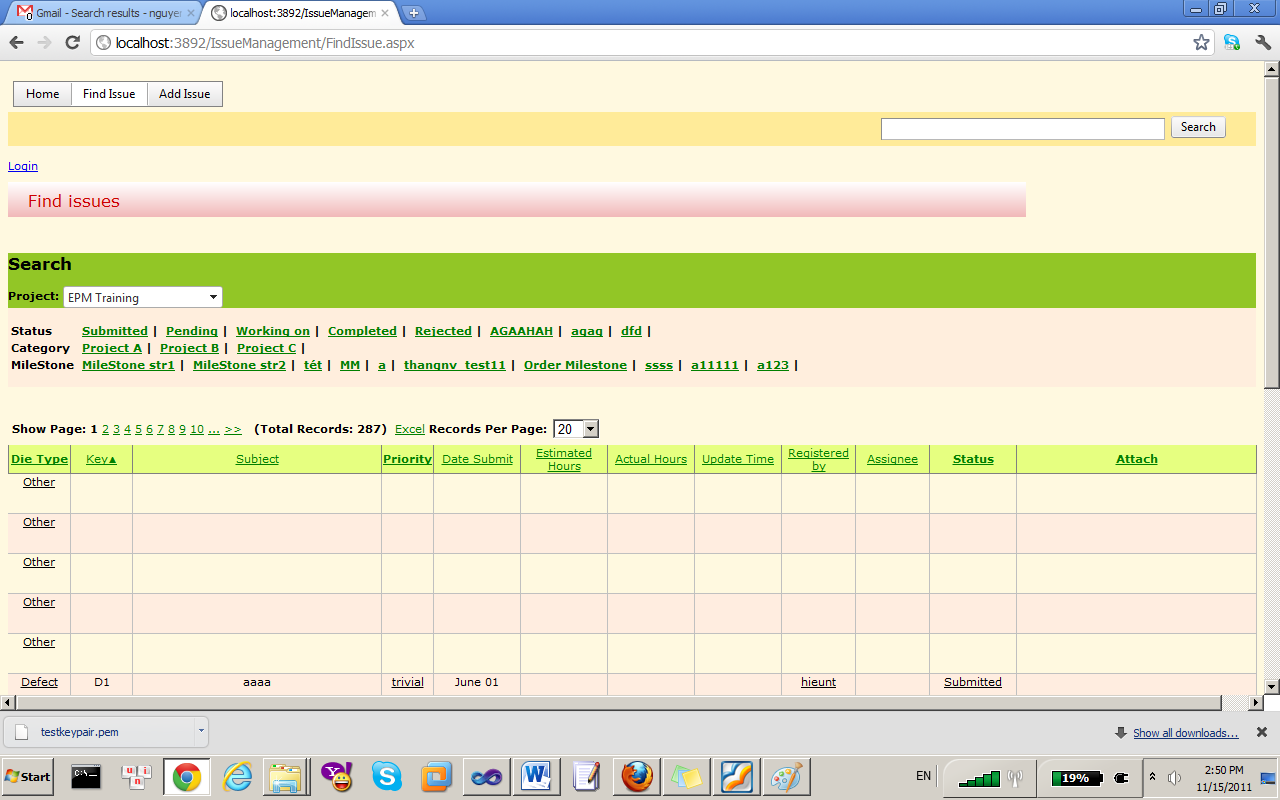 Gmail - Search results - nguye
localhost:3892/IssueManagem
localhost:3892/IssueManagement/FindIssue.aspx
Home Find Issue Add Issue
Search
Login
Find issues
Search
Project: EPM Training
Status Submitted | Pending | Working on | Completed | Rejected | AGAAHAH | agag | dfd |
Category Project A | Project B | Project C |
MileStone MileStone str1 | MileStone str2 | tét | MM | a | thangnv_test11 | Order Milestone | ssss | a11111 | a123 |
Show Page: 1 2 3 4 5 6 7 8 9 10 ... >> (Total Records: 287) Excel Records Per Page: 20
Die Type Key▲ Subject Priority Date Submit Estimated Hours Actual Hours Update Time Registered by Assignee Status Attach
Other
Other
Other
Other
Other
Defect D1 aaaa trivial June 01 hieunt Submitted
testkeypair.pem Show all downloads...
Start EN 19% 2:50 PM
11/15/2011